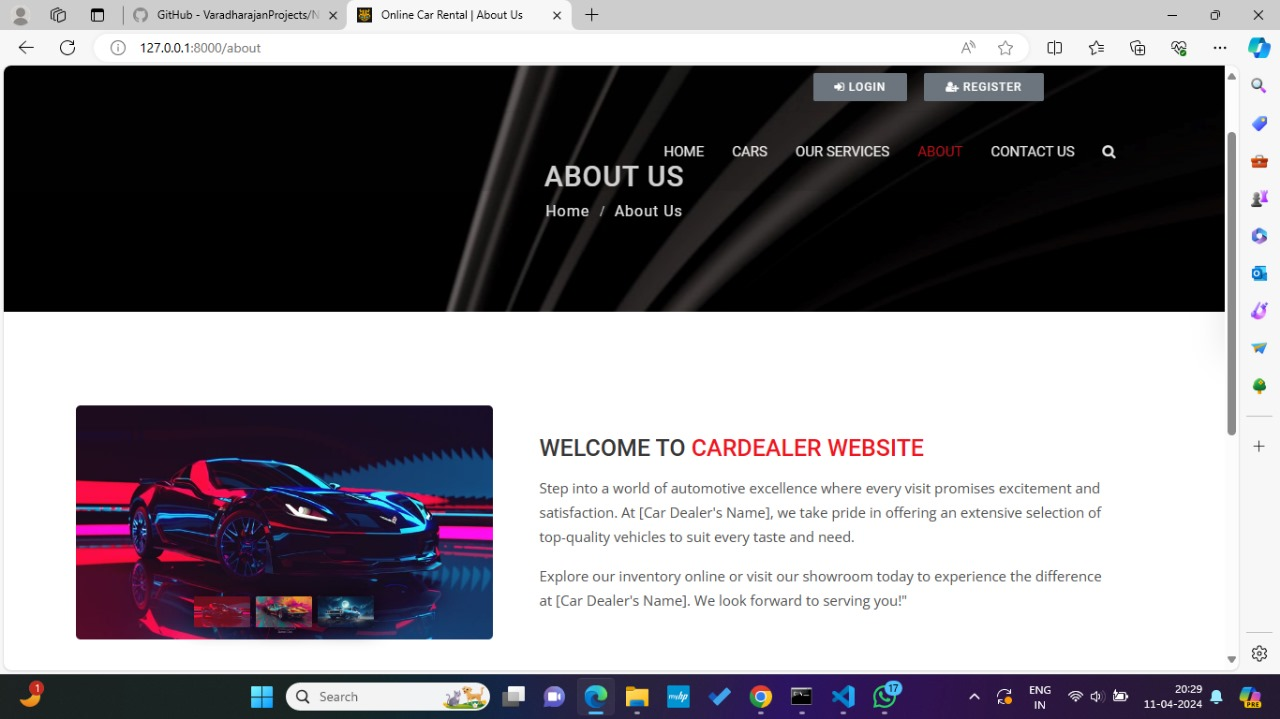 GitHub - VaradharajanProjects/N
Online Car Rental | About Us
127.0.0.1:8000/about
LOGIN
REGISTER
HOME
CARS
OUR SERVICES
ABOUT
CONTACT US
ABOUT US
Home / About Us
WELCOME TO CARDEALER WEBSITE
Step into a world of automotive excellence where every visit promises excitement and
satisfaction. At [Car Dealer's Name], we take pride in offering an extensive selection of
top-quality vehicles to suit every taste and need.
Explore our inventory online or visit our showroom today to experience the difference
at [Car Dealer's Name]. We look forward to serving you!"
1
Search
myhp
17
ENG
IN
20:29
11-04-2024
PRE